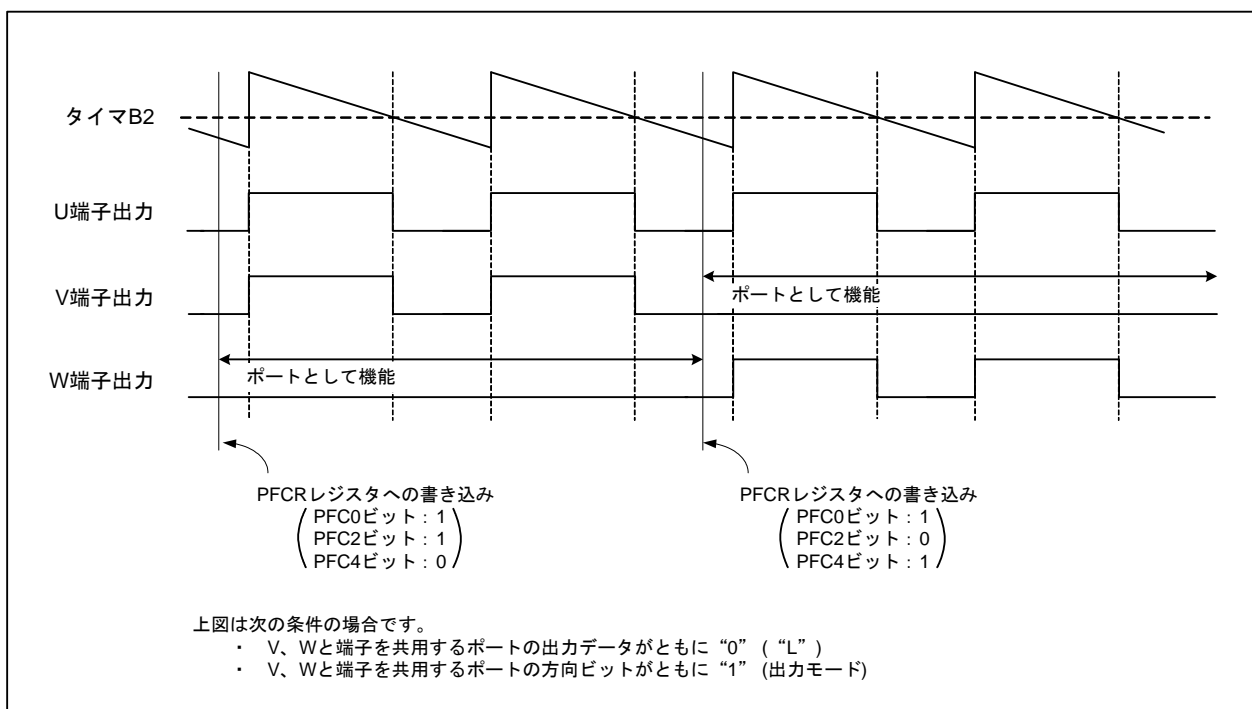 タイマB2
U端子出力
V端子出力
ポートとして機能
W端子出力
ポートとして機能
PFCRレジスタへの書き込み
PFC0ビット：1
PFC2ビット：1
PFC4ビット：0
PFCRレジスタへの書き込み
PFC0ビット：1
PFC2ビット：0
PFC4ビット：1
上図は次の条件の場合です。
・ V、Wと端子を共用するポートの出力データがともに“0” (“L”)
・ V、Wと端子を共用するポートの方向ビットがともに“1” (出力モード)